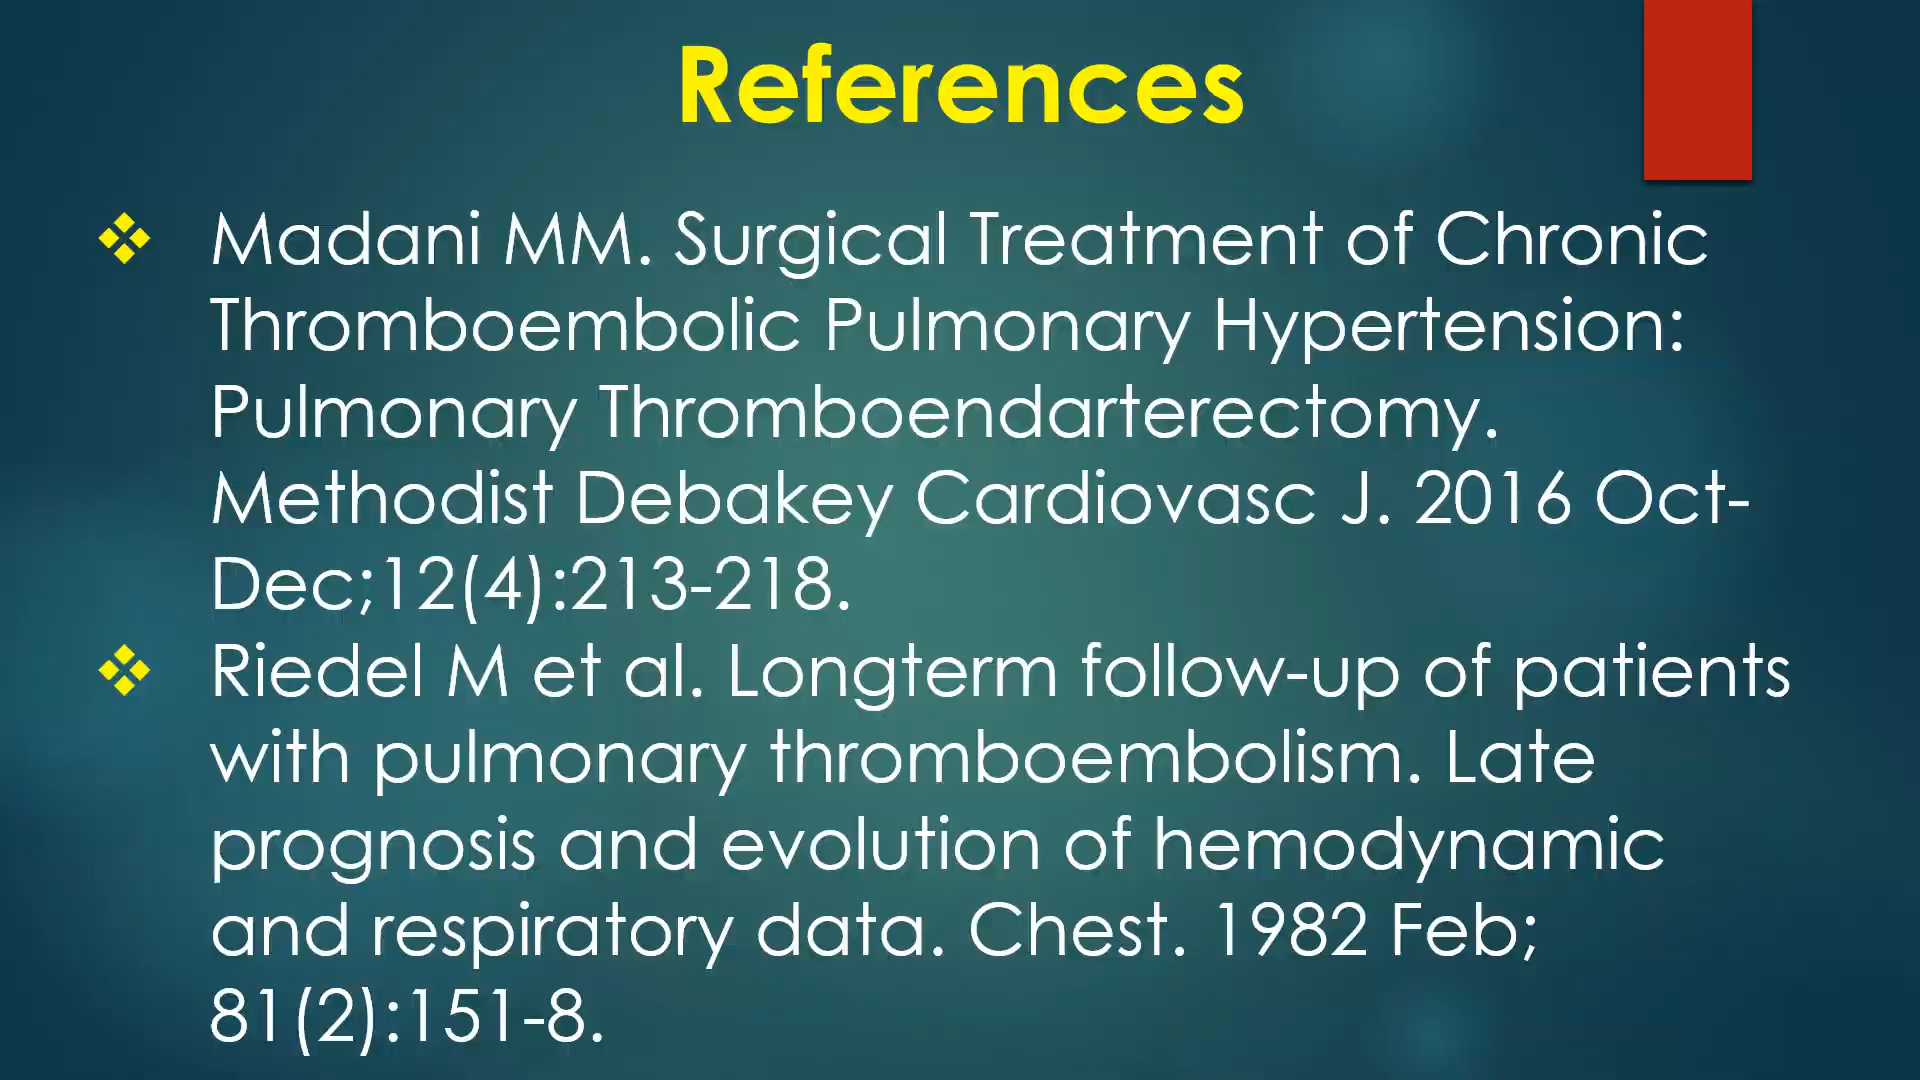 References
❖ Madani MM. Surgical Treatment of Chronic
Thromboembolic Pulmonary Hypertension:
Pulmonary Thromboendarterectomy.
Methodist Debakey Cardiovasc J. 2016 Oct-
Dec;12(4):213-218.
❖ Riedel M et al. Longterm follow-up of patients
with pulmonary thromboembolism. Late
prognosis and evolution of hemodynamic
and respiratory data. Chest. 1982 Feb;
81(2):151-8.